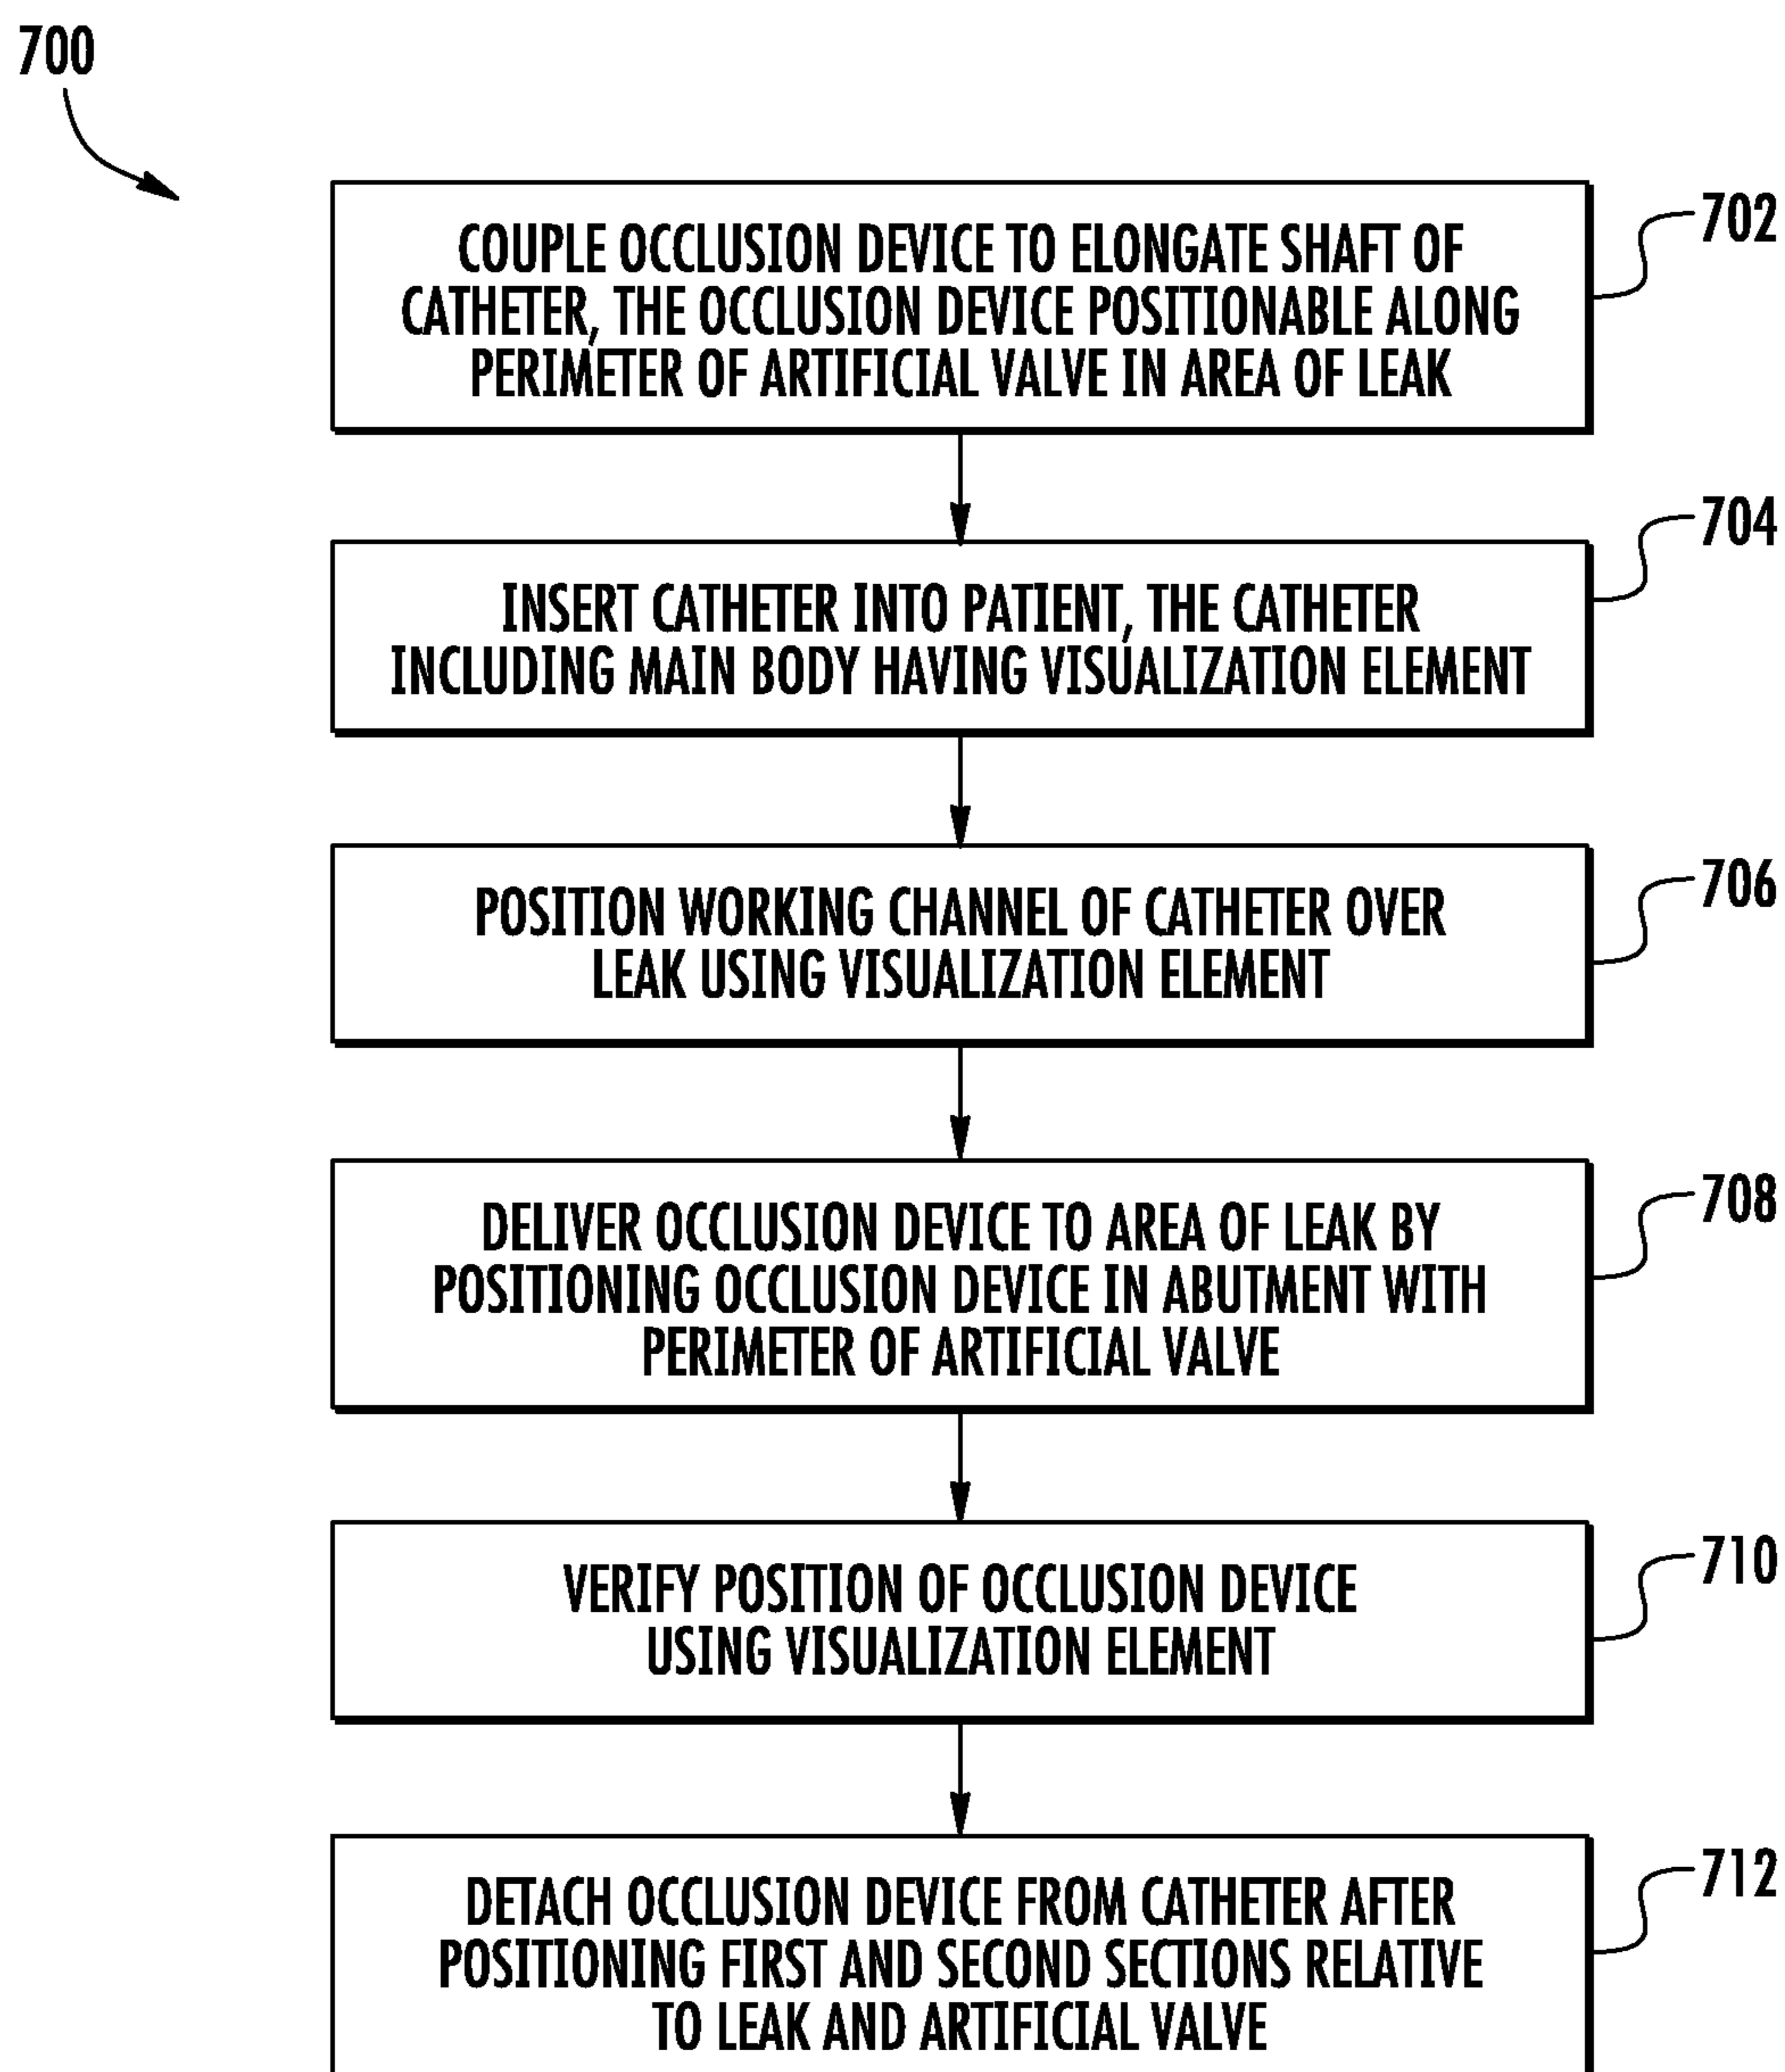 700
COUPLE OCCLUSION DEVICE TO ELONGATE SHAFT OF
CATHETER, THE OCCLUSION DEVICE POSITIONABLE ALONG
PERIMETER OF ARTIFICIAL VALVE IN AREA OF LEAK
702
INSERT CATHETER INTO PATIENT, THE CATHETER
INCLUDING MAIN BODY HAVING VISUALIZATION ELEMENT
704
POSITION WORKING CHANNEL OF CATHETER OVER
LEAK USING VISUALIZATION ELEMENT
706
DELIVER OCCLUSION DEVICE TO AREA OF LEAK BY
POSITIONING OCCLUSION DEVICE IN ABUTMENT WITH
PERIMETER OF ARTIFICIAL VALVE
708
VERIFY POSITION OF OCCLUSION DEVICE
USING VISUALIZATION ELEMENT
710
DETACH OCCLUSION DEVICE FROM CATHETER AFTER
POSITIONING FIRST AND SECOND SECTIONS RELATIVE
TO LEAK AND ARTIFICIAL VALVE
712